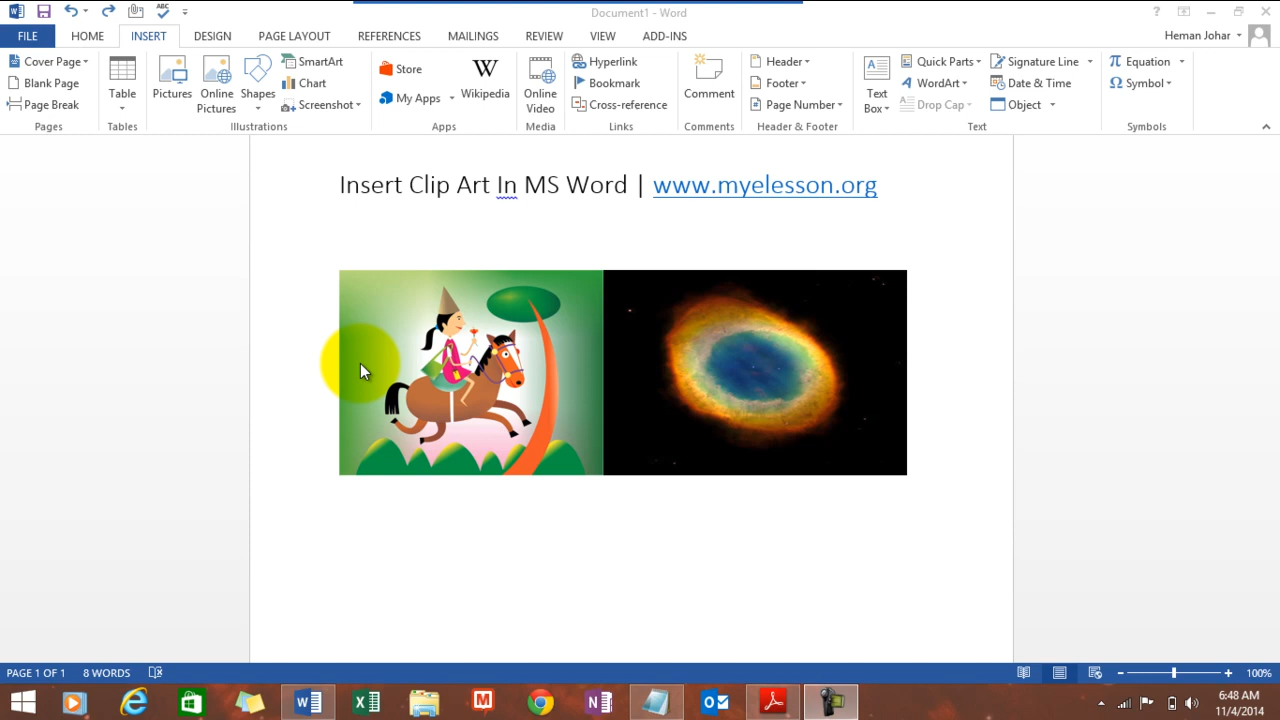 Document1 - Word
?
FILE HOME INSERT DESIGN PAGE LAYOUT REFERENCES MAILINGS REVIEW VIEW ADD-INS Heman Johar
Cover Page
Blank Page
Page Break
Pages
Table
Tables
Pictures
Online
Pictures
Shapes
SmartArt
Chart
Screenshot
Illustrations
Store
My Apps
W
Wikipedia
Apps
Online
Video
Media
Hyperlink
Bookmark
Cross-reference
Links
Comment
Comments
Header
Footer
Page Number
Header & Footer
Text
Box
Quick Parts
WordArt
Drop Cap
Signature Line
Date & Time
Object
Text
π Equation
Ω Symbol
Symbols
Insert Clip Art In MS Word | www.myelesson.org
PAGE 1 OF 1 8 WORDS 100%
6:48 AM
11/4/2014